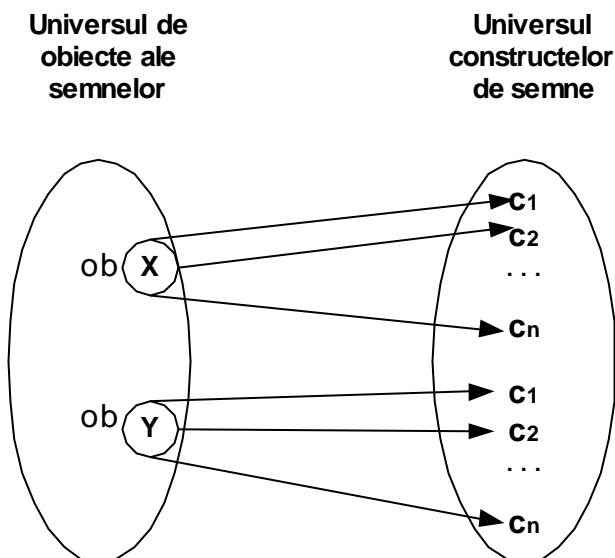 Universul de
obiecte ale
semnelor
Universul
constructelor
de semne
c1
c2
ob X
. . .
cn
c1
ob Y
c2
. . .
cn